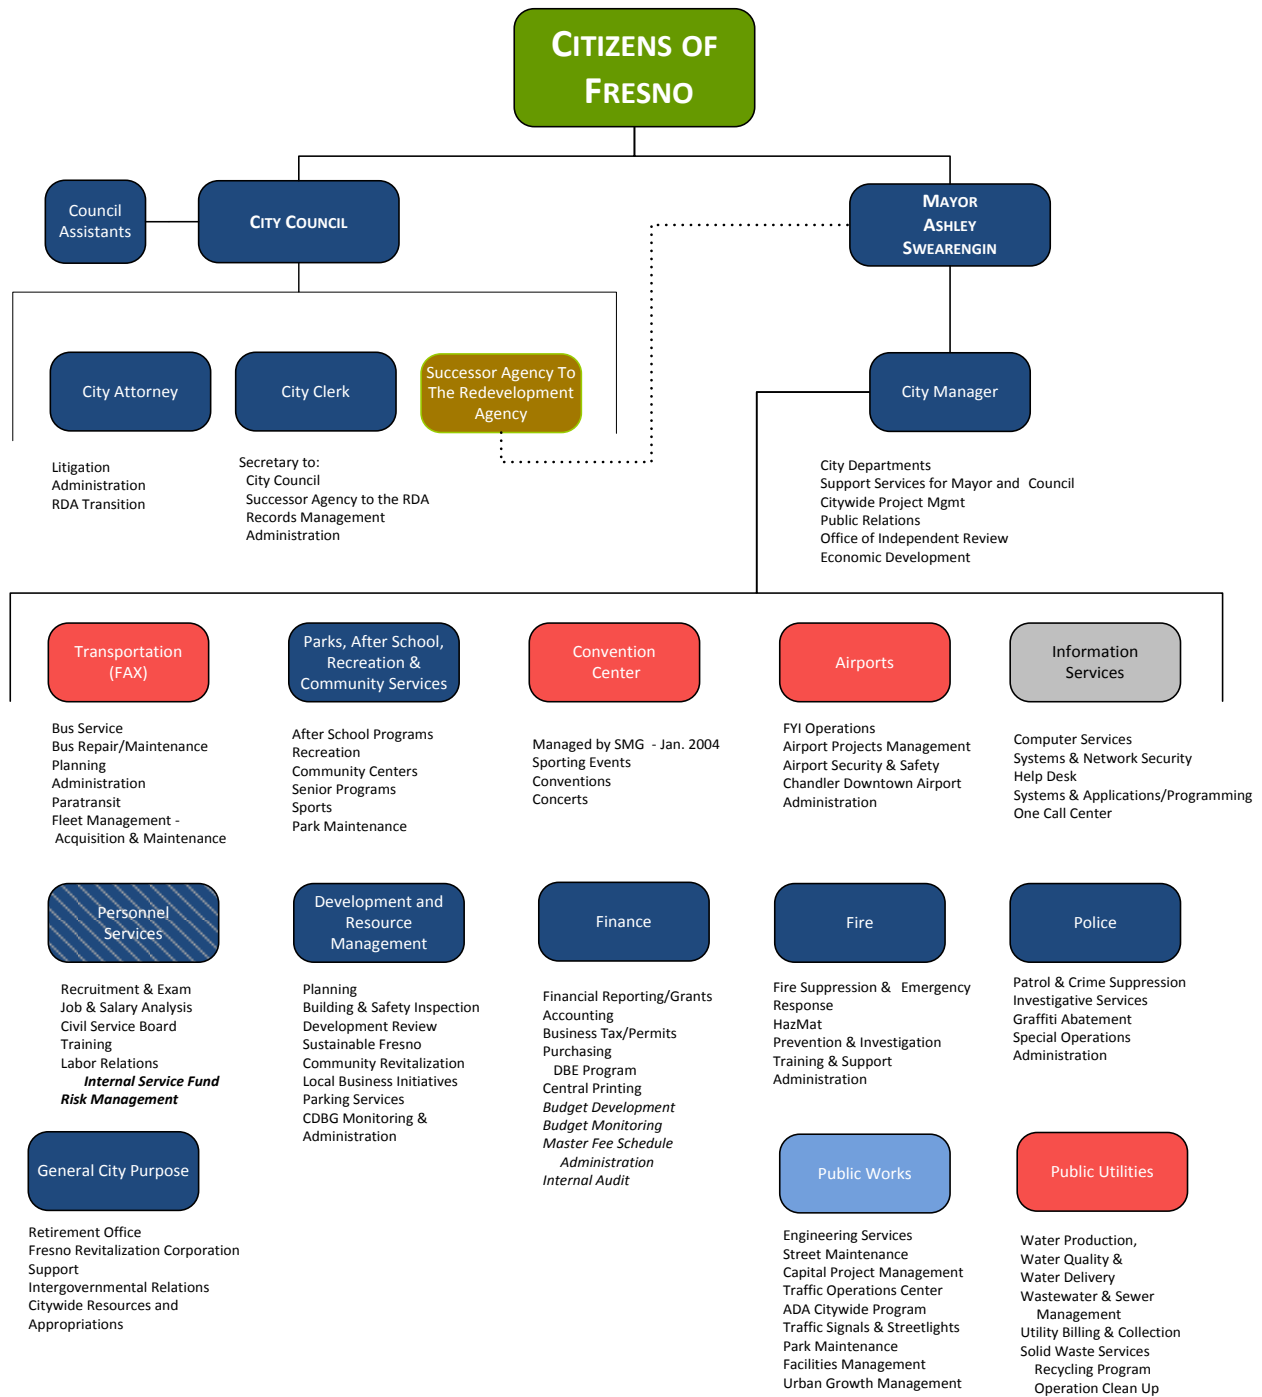 CITIZENS OF
FRESNO
Council
Assistants
CITY COUNCIL
MAYOR
ASHLEY
SWEARENGIN
City Attorney
City Clerk
Successor Agency To
The Redevelopment
Agency
City Manager
Litigation
Administration
RDA Transition
Secretary to:
City Council
Successor Agency to the RDA
Records Management
Administration
City Departments
Support Services for Mayor and Council
Citywide Project Mgmt
Public Relations
Office of Independent Review
Economic Development
Transportation
(FAX)
Parks, After School,
Recreation &
Community Services
Convention
Center
Airports
Information
Services
Bus Service
Bus Repair/Maintenance
Planning
Administration
Paratransit
Fleet Management -
Acquisition & Maintenance
After School Programs
Recreation
Community Centers
Senior Programs
Sports
Park Maintenance
Managed by SMG - Jan. 2004
Sporting Events
Conventions
Concerts
FYI Operations
Airport Projects Management
Airport Security & Safety
Chandler Downtown Airport
Administration
Computer Services
Systems & Network Security
Help Desk
Systems & Applications/Programming
One Call Center
Personnel
Services
Development and
Resource
Management
Finance
Fire
Police
Recruitment & Exam
Job & Salary Analysis
Civil Service Board
Training
Labor Relations
Internal Service Fund
Risk Management
Planning
Building & Safety Inspection
Development Review
Sustainable Fresno
Community Revitalization
Local Business Initiatives
Parking Services
CDBG Monitoring &
Administration
Financial Reporting/Grants
Accounting
Business Tax/Permits
Purchasing
DBE Program
Central Printing
Budget Development
Budget Monitoring
Master Fee Schedule
Administration
Internal Audit
Fire Suppression & Emergency
Response
HazMat
Prevention & Investigation
Training & Support
Administration
Patrol & Crime Suppression
Investigative Services
Graffiti Abatement
Special Operations
Administration
General City Purpose
Public Works
Public Utilities
Retirement Office
Fresno Revitalization Corporation
Support
Intergovernmental Relations
Citywide Resources and
Appropriations
Engineering Services
Street Maintenance
Capital Project Management
Traffic Operations Center
ADA Citywide Program
Traffic Signals & Streetlights
Park Maintenance
Facilities Management
Urban Growth Management
Water Production,
Water Quality &
Water Delivery
Wastewater & Sewer
Management
Utility Billing & Collection
Solid Waste Services
Recycling Program
Operation Clean Up